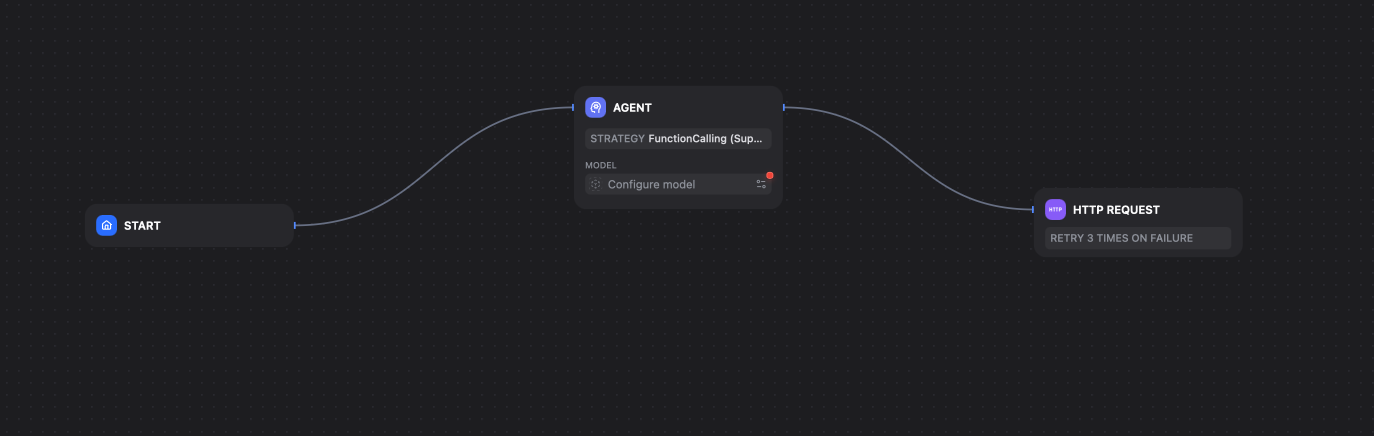 START
AGENT
STRATEGY FunctionCalling (Sup...
MODEL
Configure model
HTTP
HTTP REQUEST
RETRY 3 TIMES ON FAILURE